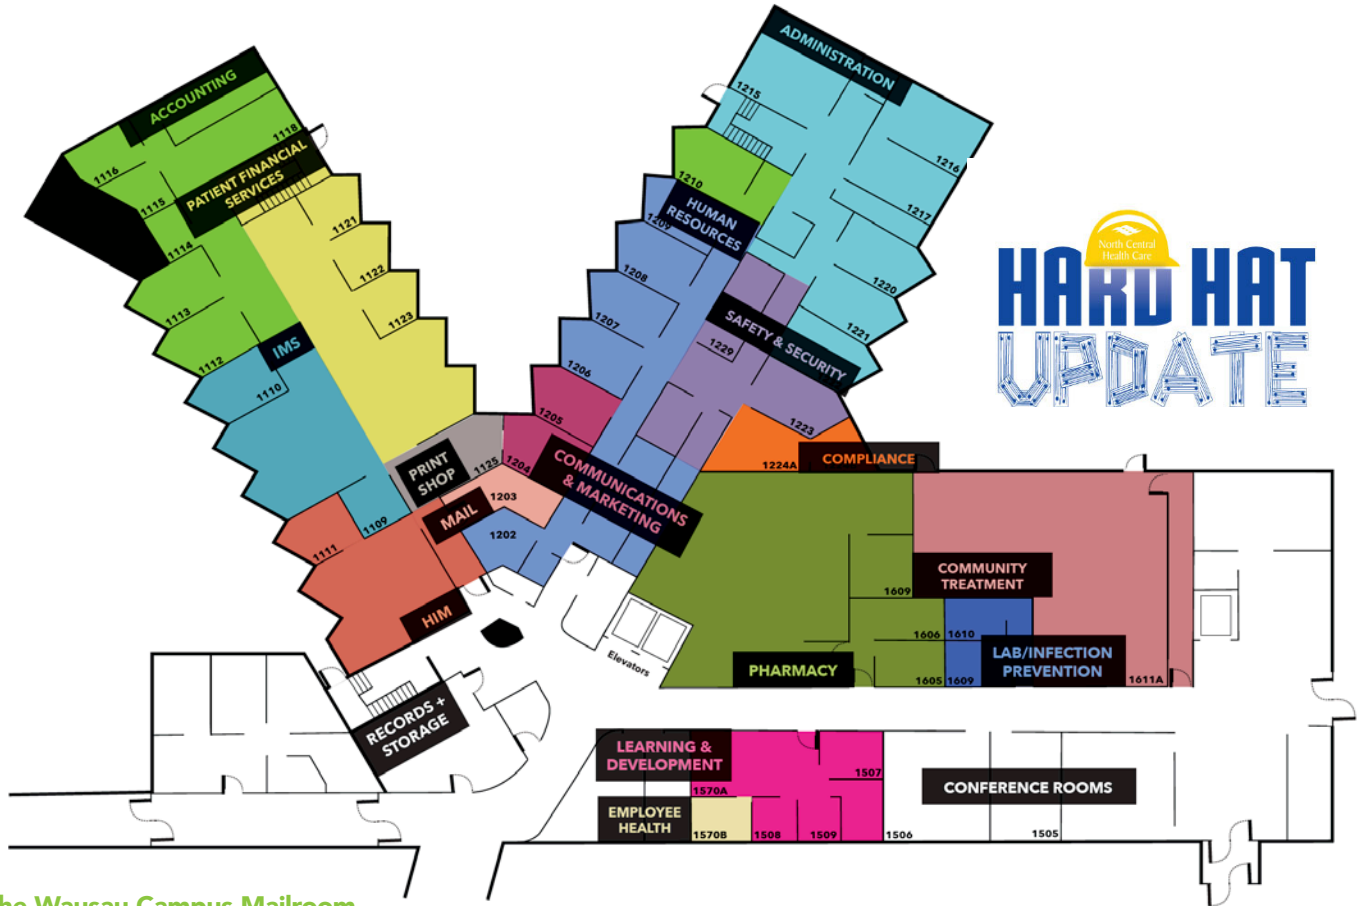 ACCOUNTING
1118
1116
PATIENT FINANCIAL
SERVICES
1115
1114
1121
1122
1113
1123
1112
IMS
1110
PRINT
SHOP
1125
MAIL
1109
1111
HIM
RECORDS +
STORAGE
ADMINISTRATION
1215
1216
1210
1217
HUMAN
RESOURCES
1209
1208
1220
1207
SAFETY & SECURITY
1221
1229
1206
1205
1223
1204
COMMUNICATIONS
& MARKETING
1224A
COMPLIANCE
1203
1202
Elevators
COMMUNITY
TREATMENT
1609
1606
1610
LAB/INFECTION
PREVENTION
PHARMACY
1605
1609
1611A
LEARNING &
DEVELOPMENT
1507
1570A
CONFERENCE ROOMS
EMPLOYEE
HEALTH
1570B
1508
1509
1506
1505
North Central
Health Care
HARD HAT
UPDATE
he Wausau Campus Mailroom